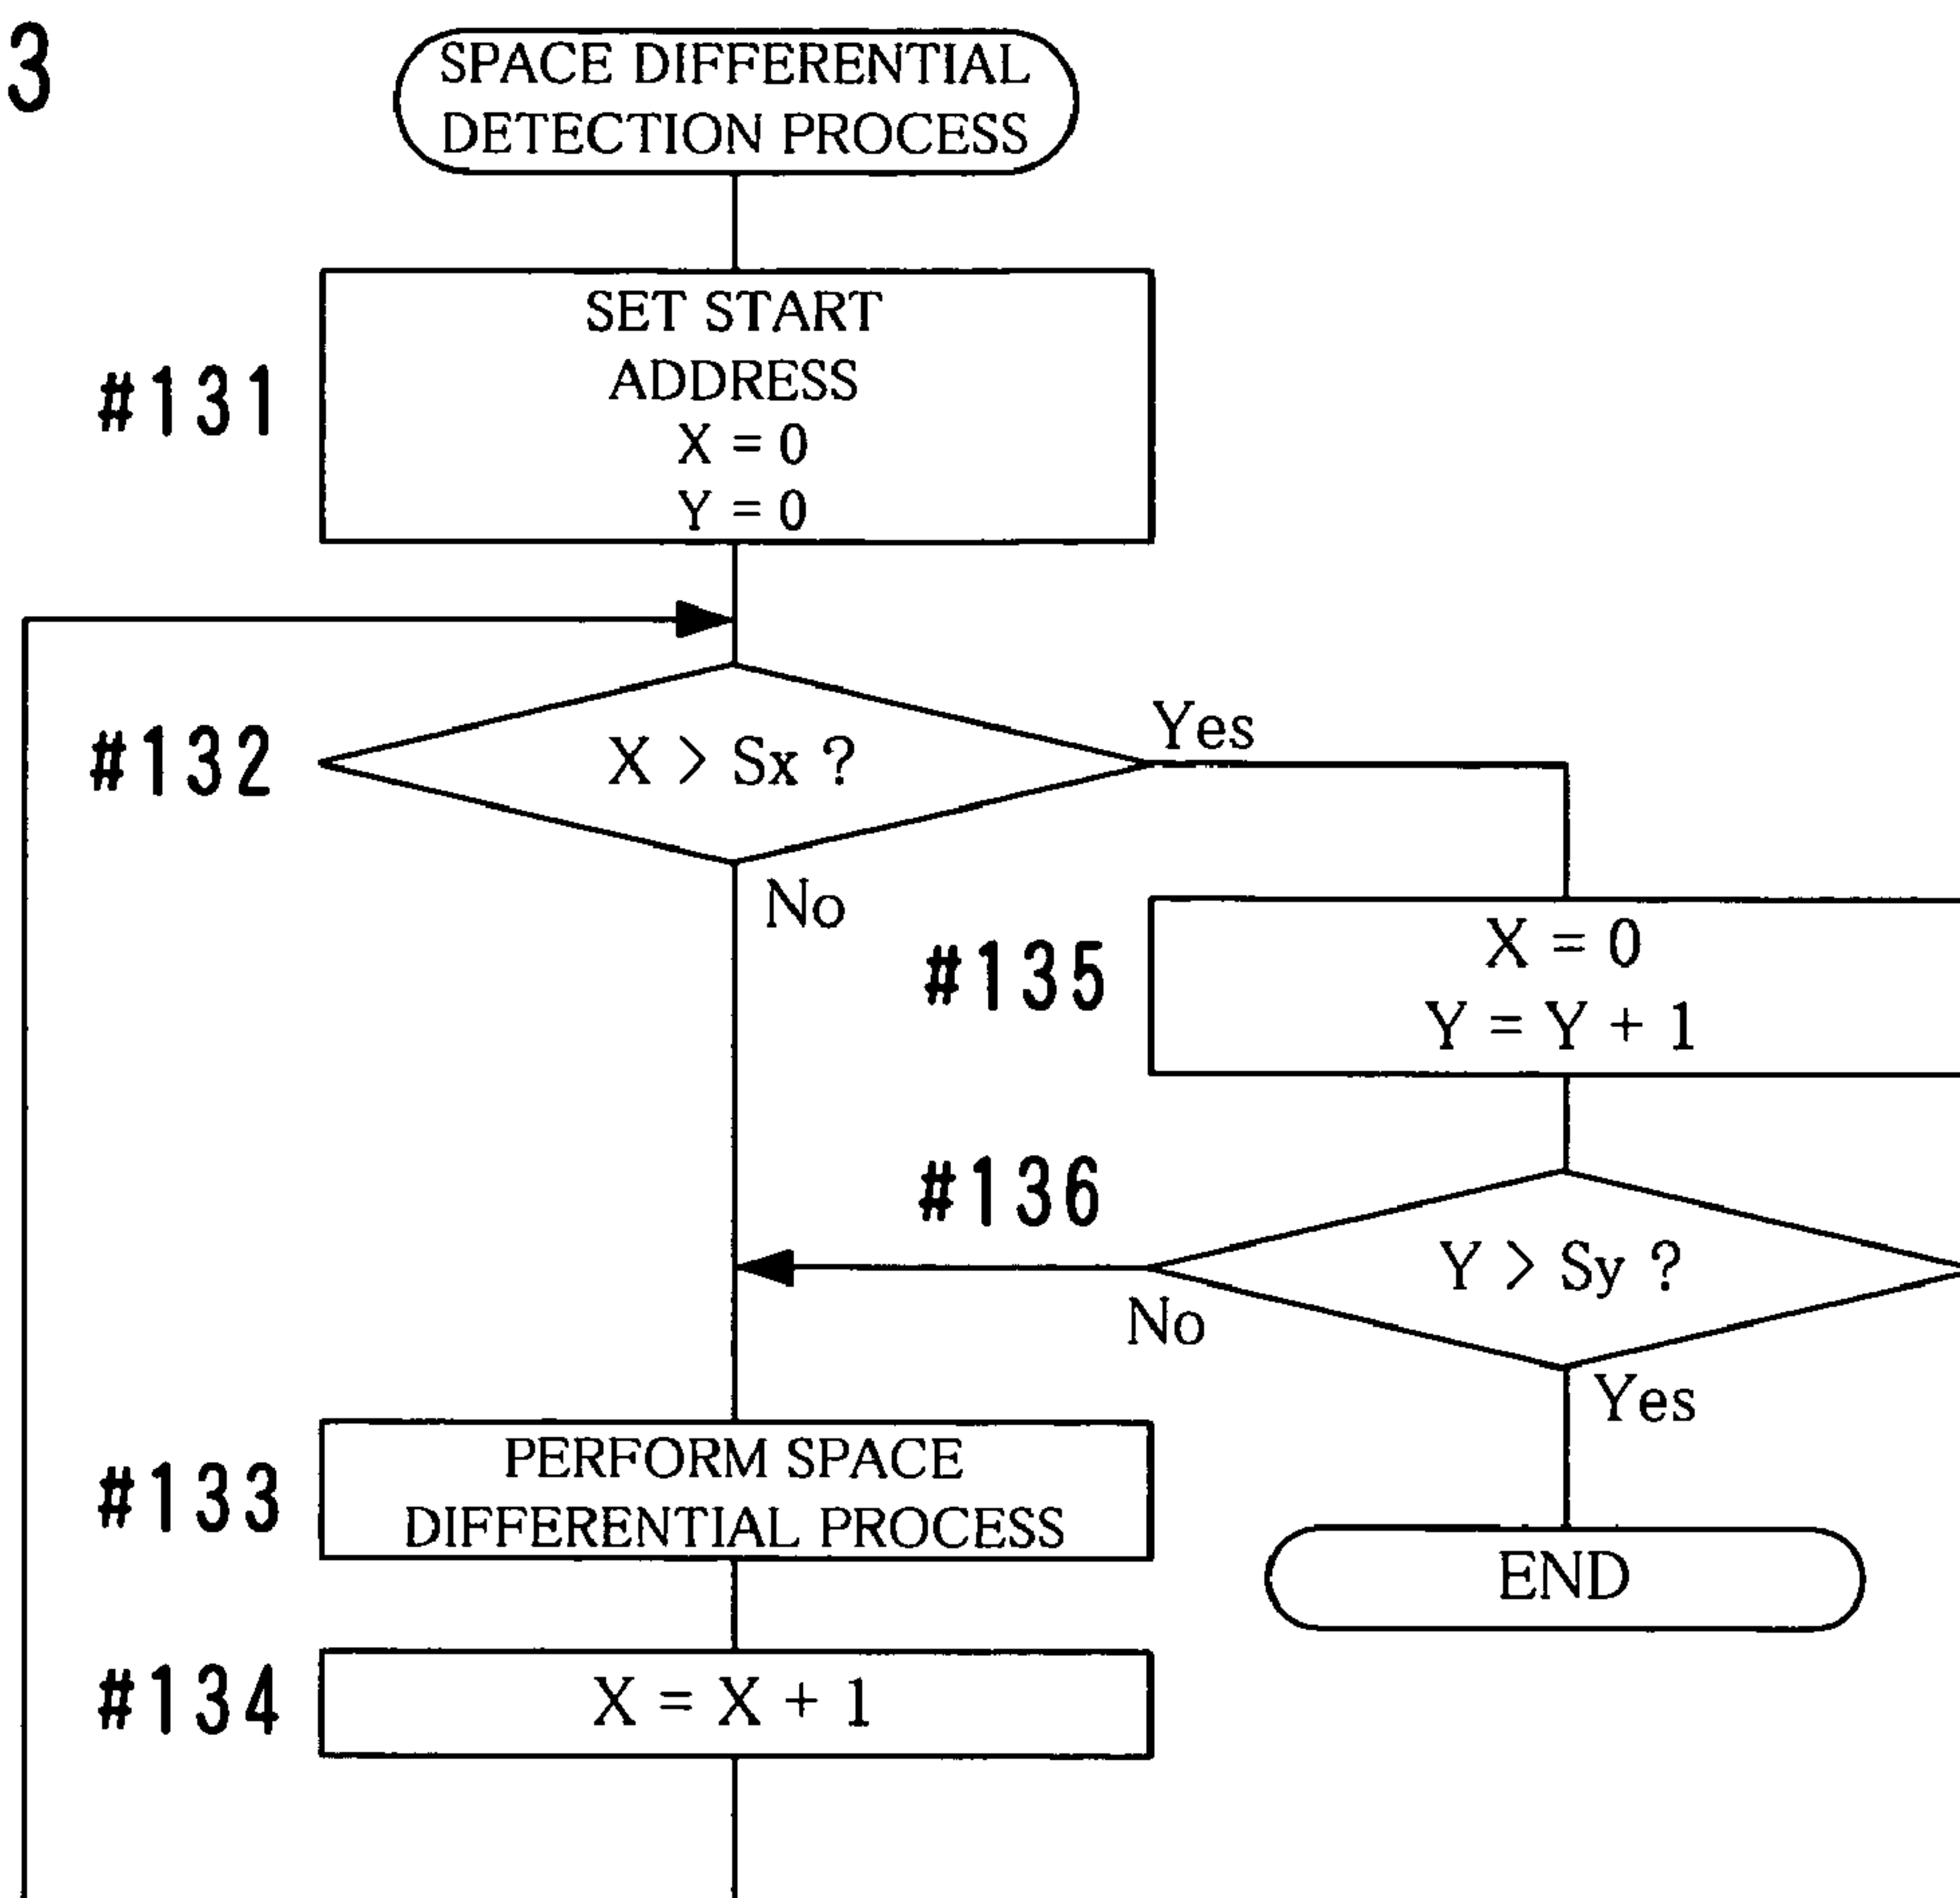 3
SPACE DIFFERENTIAL
DETECTION PROCESS
#131
SET START
ADDRESS
X = 0
Y = 0
#132
X > Sx ?
Yes
No
#135
X = 0
Y = Y + 1
#136
Y > Sy ?
No
Yes
#133
PERFORM SPACE
DIFFERENTIAL PROCESS
END
#134
X = X + 1